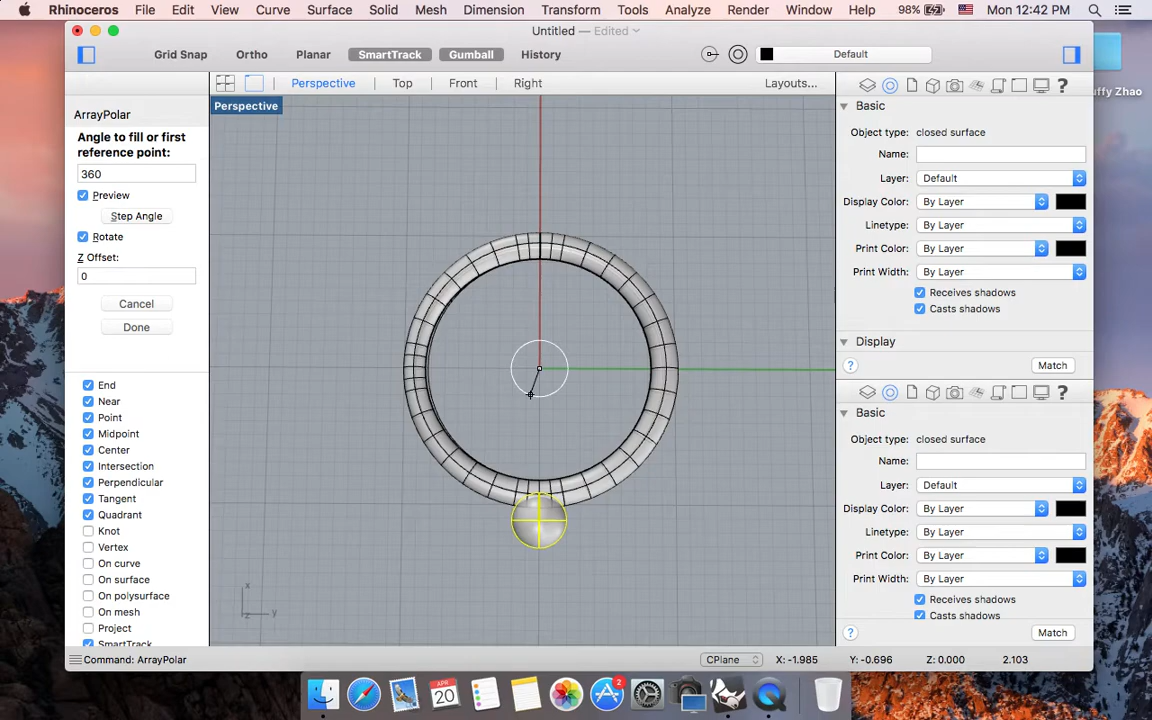 Rhinoceros File Edit View Curve Surface Solid Mesh Dimension Transform Tools Analyze Render Window Help 98% Mon 12:42 PM
Untitled — Edited
Grid Snap Ortho Planar SmartTrack Gumball History Default
Perspective Top Front Right Layouts...
Perspective
uffy Zhao
ArrayPolar
Angle to fill or first
reference point:
360
Preview
Step Angle
Rotate
Z Offset:
0
Cancel
Done
End
Near
Point
Midpoint
Center
Intersection
Perpendicular
Tangent
Quadrant
Knot
Vertex
On curve
On surface
On polysurface
On mesh
Project
SmartTrack
x
y
z
Basic
Object type: closed surface
Name:
Layer: Default
Display Color: By Layer
Linetype: By Layer
Print Color: By Layer
Print Width: By Layer
Receives shadows
Casts shadows
Display
? Match
Basic
Object type: closed surface
Name:
Layer: Default
Display Color: By Layer
Linetype: By Layer
Print Color: By Layer
Print Width: By Layer
Receives shadows
Casts shadows
? Match
Command: ArrayPolar CPlane X: -1.985 Y: -0.696 Z: 0.000 2.103
APR
20
2